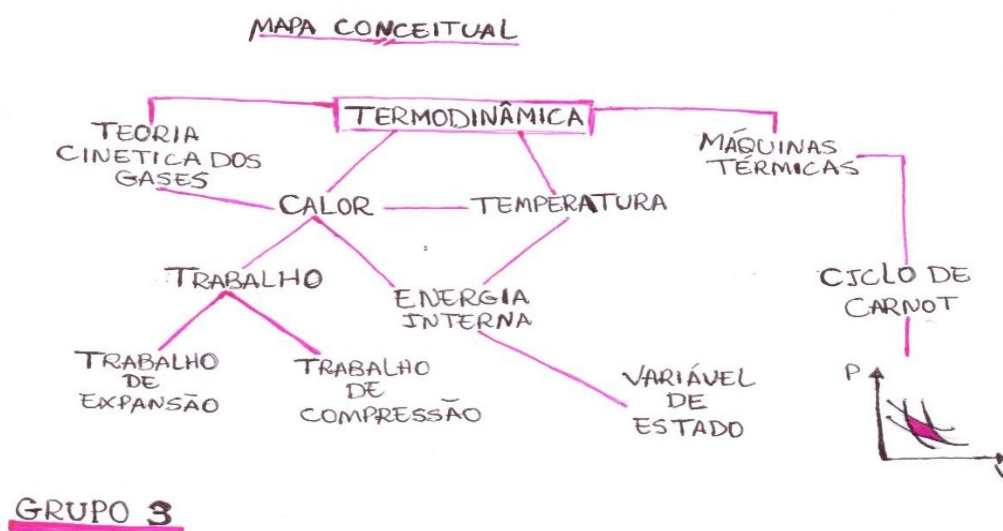 MAPA CONCEITUAL
TERMODINÂMICA
TEORIA
CINETICA DOS
GASES
MÁQUINAS
TÉRMICAS
CALOR
TEMPERATURA
TRABALHO
ENERGIA
INTERNA
CICLO DE
CARNOT
TRABALHO
DE
EXPANSÃO
TRABALHO
DE
COMPRESSÃO
VARIÁVEL
DE
ESTADO
P
V
GRUPO 3